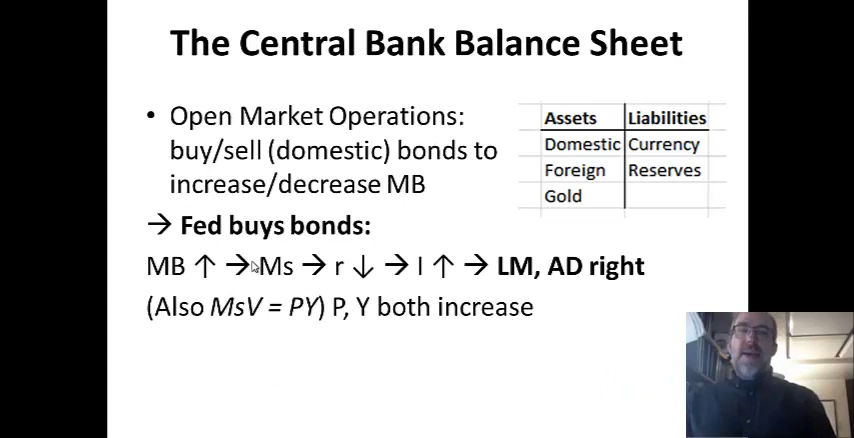 The Central Bank Balance Sheet
• Open Market Operations:
buy/sell (domestic) bonds to
increase/decrease MB
→ Fed buys bonds:
MB ↑ → Ms → r ↓ → I ↑ → LM, AD right
(Also MsV = PY) P, Y both increase
Assets Liabilities
Domestic Currency
Foreign Reserves
Gold